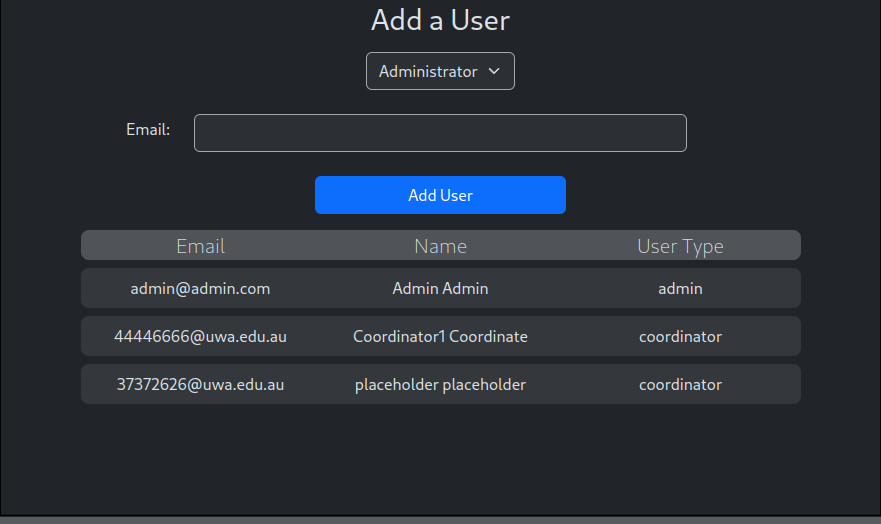 Add a User
Administrator
Email:
Add User
Email Name User Type
admin@admin.com Admin Admin admin
44446666@uwa.edu.au Coordinator1 Coordinate coordinator
37372626@uwa.edu.au placeholder placeholder coordinator